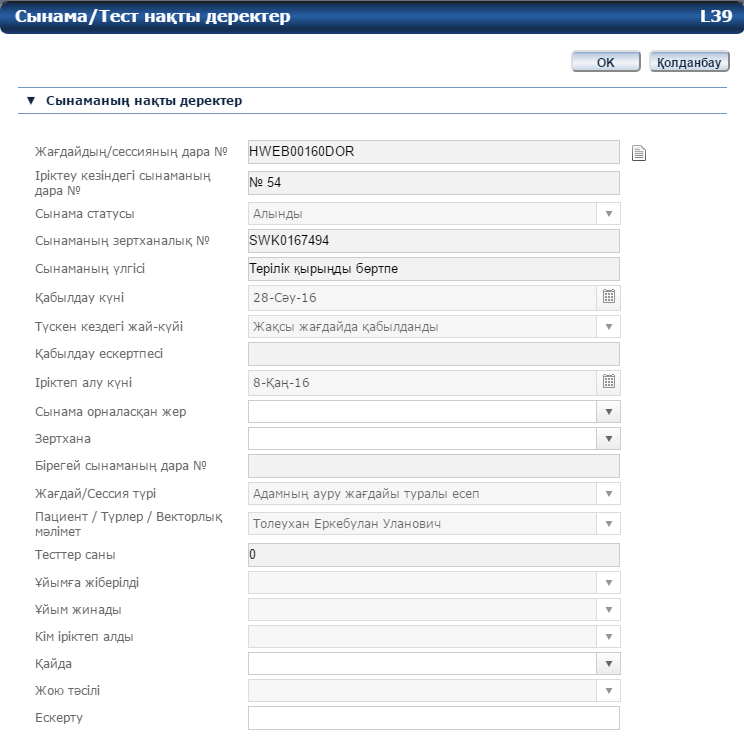 Сынама/Тест нақты деректер L39
OK Қолданбау
▼ Сынаманың нақты деректер
Жағдайдың/сессияның дара № HWEB00160DOR
Іріктеу кезіндегі сынаманың
дара № № 54
Сынама статусы Алынды
Сынаманың зертханалық № SWK0167494
Сынаманың үлгісі Терілік қырыңды бөртпе
Қабылдау күні 28-Сәу-16
Түскен кездегі жай-күйі Жақсы жағдайда қабылданды
Қабылдау ескертпесі
Іріктеп алу күні 8-Қаң-16
Сынама орналасқан жер
Зертхана
Бірегей сынаманың дара №
Жағдай/Сессия түрі Адамның ауру жағдайы туралы есеп
Пациент / Түрлер / Векторлық
мәлімет Толеухан Еркебулан Уланович
Тесттер саны 0
Ұйымға жіберілді
Ұйым жинады
Кім іріктеп алды
Қайда
Жою тәсілі
Ескерту